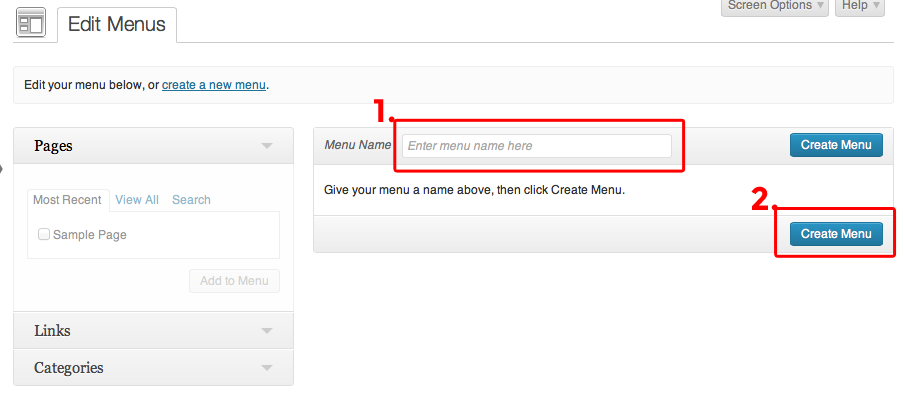 Screen Options ▼ Help ▼
Edit Menus
Edit your menu below, or create a new menu.
1.
Pages
Menu Name Enter menu name here Create Menu
Most Recent View All Search
Give your menu a name above, then click Create Menu.
2.
Sample Page
Create Menu
Add to Menu
Links
Categories